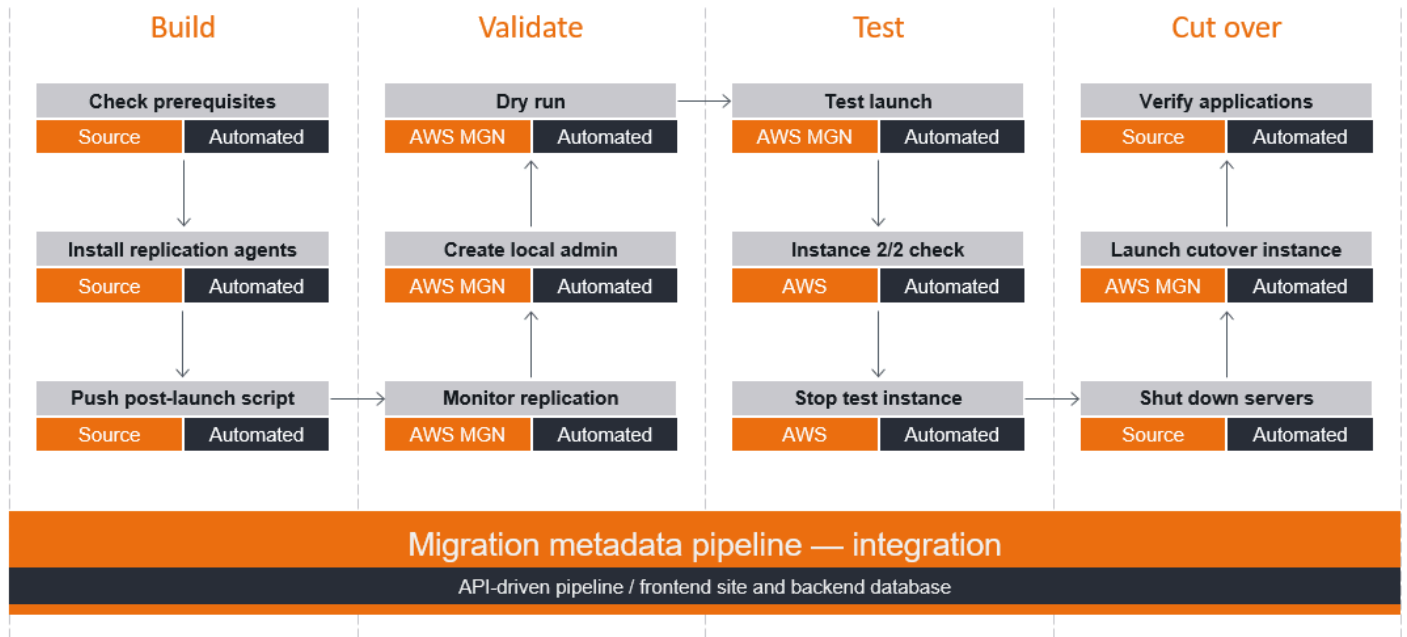 Build
Validate
Test
Cut over
Check prerequisites
Source
Automated
Dry run
AWS MGN
Automated
Test launch
AWS MGN
Automated
Verify applications
Source
Automated
Install replication agents
Source
Automated
Create local admin
AWS MGN
Automated
Instance 2/2 check
AWS
Automated
Launch cutover instance
AWS MGN
Automated
Push post-launch script
Source
Automated
Monitor replication
AWS MGN
Automated
Stop test instance
AWS
Automated
Shut down servers
Source
Automated
Migration metadata pipeline — integration
API-driven pipeline / frontend site and backend database